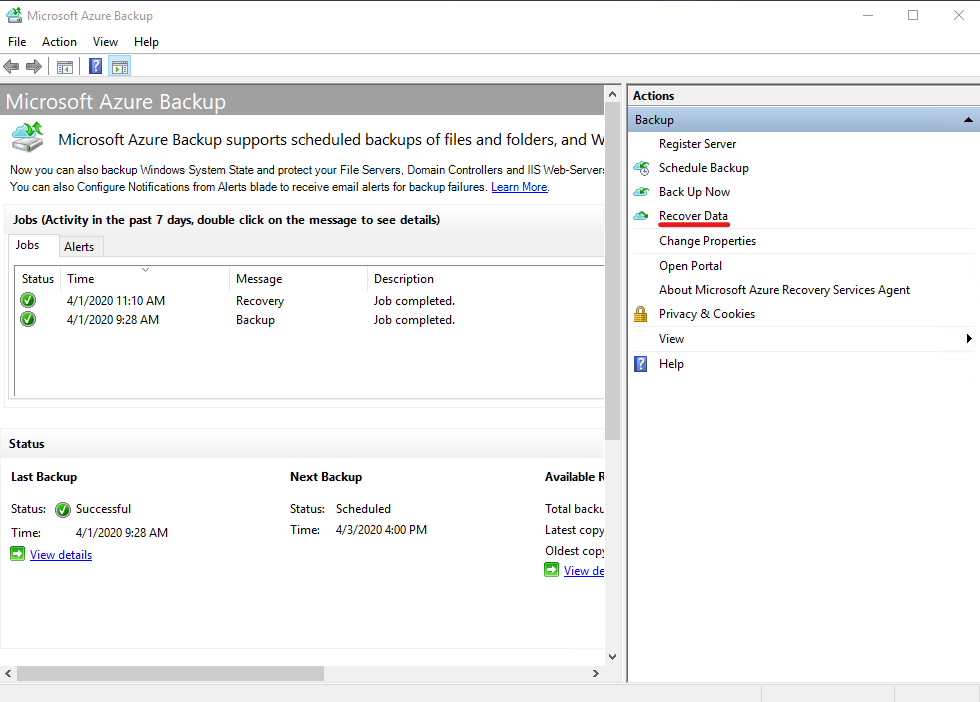 Microsoft Azure Backup
File Action View Help
Microsoft Azure Backup
Microsoft Azure Backup supports scheduled backups of files and folders, and W
Now you can also backup Windows System State and protect your File Servers, Domain Controllers and IIS Web-Servers
You can also Configure Notifications from Alerts blade to receive email alerts for backup failures. Learn More.
Jobs (Activity in the past 7 days, double click on the message to see details)
Jobs Alerts
Status Time Message Description
4/1/2020 11:10 AM Recovery Job completed.
4/1/2020 9:28 AM Backup Job completed.
Status
Last Backup Next Backup Available R
Status: Successful Status: Scheduled Total backu
Time: 4/1/2020 9:28 AM Time: 4/3/2020 4:00 PM Latest copy
Oldest copy
View details View de
Actions
Backup
Register Server
Schedule Backup
Back Up Now
Recover Data
Change Properties
Open Portal
About Microsoft Azure Recovery Services Agent
Privacy & Cookies
View
Help